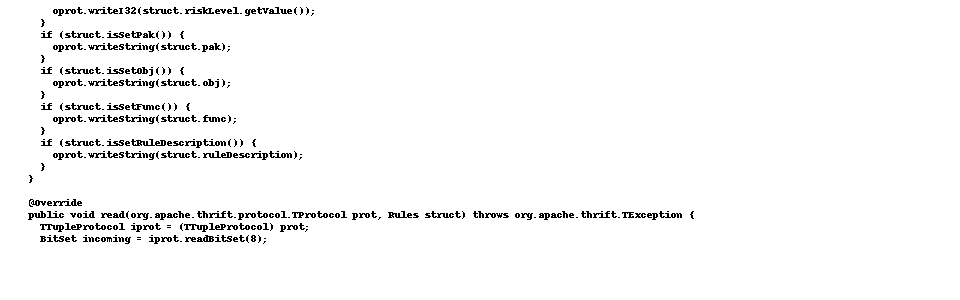 oprot.writeI32(struct.riskLevel.getValue());
}
if (struct.isSetPak()) {
oprot.writeString(struct.pak);
}
if (struct.isSetObj()) {
oprot.writeString(struct.obj);
}
if (struct.isSetFunc()) {
oprot.writeString(struct.func);
}
if (struct.isSetRuleDescription()) {
oprot.writeString(struct.ruleDescription);
}
}
@Override
public void read(org.apache.thrift.protocol.TProtocol prot, Rules struct) throws org.apache.thrift.TException {
TTupleProtocol iprot = (TTupleProtocol) prot;
BitSet incoming = iprot.readBitSet(8);